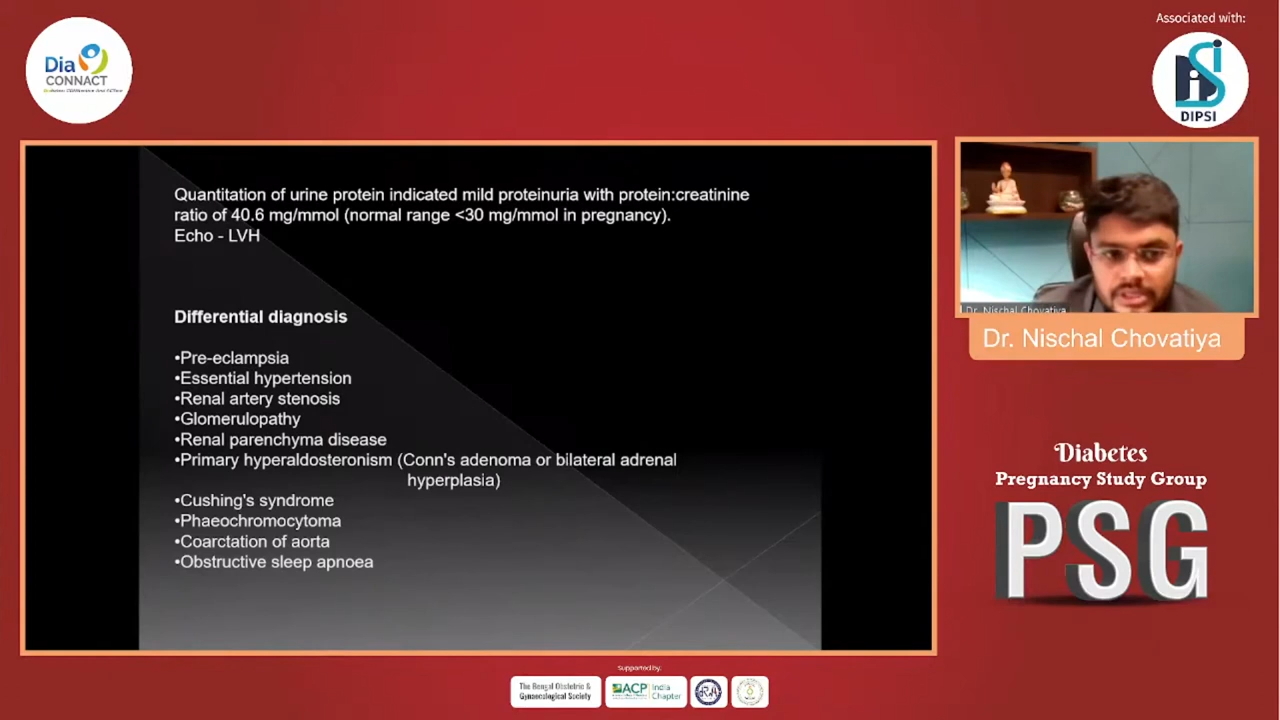 Associated with:
Dia
CONNACT
DiSi
DIPSI
Quantitation of urine protein indicated mild proteinuria with protein:creatinine
ratio of 40.6 mg/mmol (normal range <30 mg/mmol in pregnancy).
Echo - LVH
Differential diagnosis
•Pre-eclampsia
•Essential hypertension
•Renal artery stenosis
•Glomerulopathy
•Renal parenchyma disease
•Primary hyperaldosteronism (Conn's adenoma or bilateral adrenal
hyperplasia)
•Cushing's syndrome
•Phaeochromocytoma
•Coarctation of aorta
•Obstructive sleep apnoea
Dr. Nischal Chovatiya
Dr. Nischal Chovatiya
Diabetes
Pregnancy Study Group
PSG
Supported by:
The Bengal Obstetric &
Gynaecological Society
ACP
India
Chapter